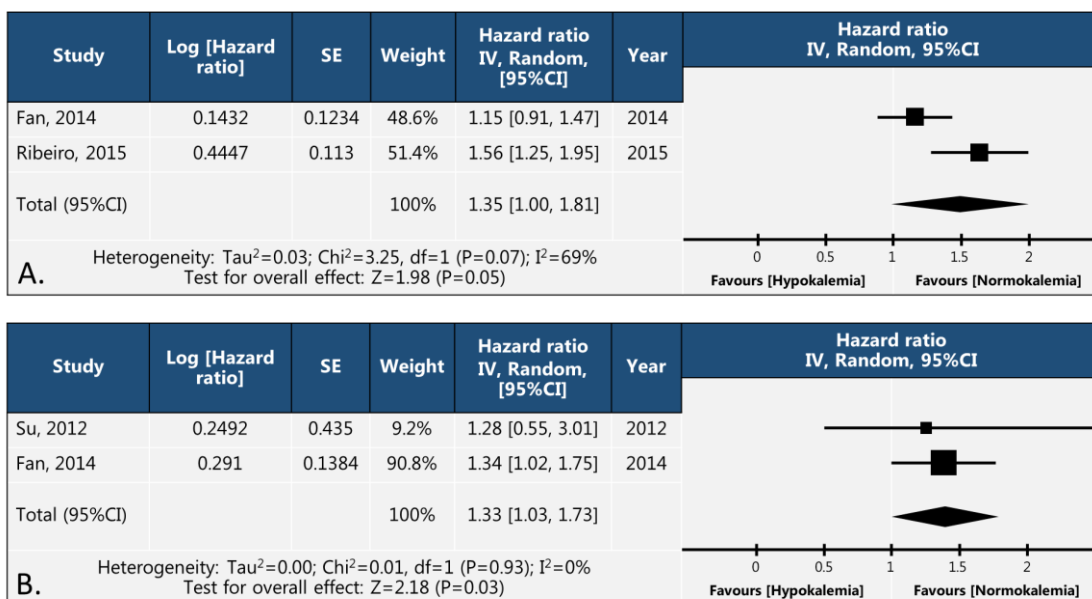 Study Log [Hazard ratio] SE Weight Hazard ratio IV, Random, [95%CI] Year Hazard ratio IV, Random, 95%CI
Fan, 2014 0.1432 0.1234 48.6% 1.15 [0.91, 1.47] 2014
Ribeiro, 2015 0.4447 0.113 51.4% 1.56 [1.25, 1.95] 2015
Total (95%CI) 100% 1.35 [1.00, 1.81]
Heterogeneity: Tau²=0.03; Chi²=3.25, df=1 (P=0.07); I²=69%
Test for overall effect: Z=1.98 (P=0.05)
A.
0 0.5 1 1.5 2
Favours [Hypokalemia] Favours [Normokalemia]
Study Log [Hazard ratio] SE Weight Hazard ratio IV, Random, [95%CI] Year Hazard ratio IV, Random, 95%CI
Su, 2012 0.2492 0.435 9.2% 1.28 [0.55, 3.01] 2012
Fan, 2014 0.291 0.1384 90.8% 1.34 [1.02, 1.75] 2014
Total (95%CI) 100% 1.33 [1.03, 1.73]
Heterogeneity: Tau²=0.00; Chi²=0.01, df=1 (P=0.93); I²=0%
Test for overall effect: Z=2.18 (P=0.03)
B.
0 0.5 1 1.5 2
Favours [Hypokalemia] Favours [Normokalemia]